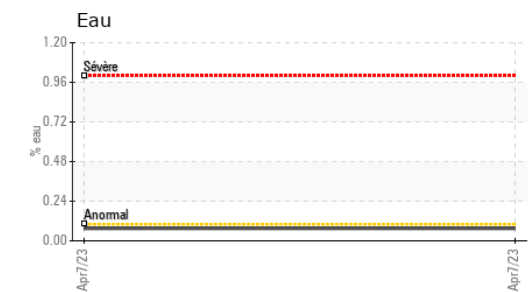 Eau
1.20
Sévère
0.96
0.72
% eau
0.48
0.24
Anormal
0.00
Apr7/23
Apr7/23